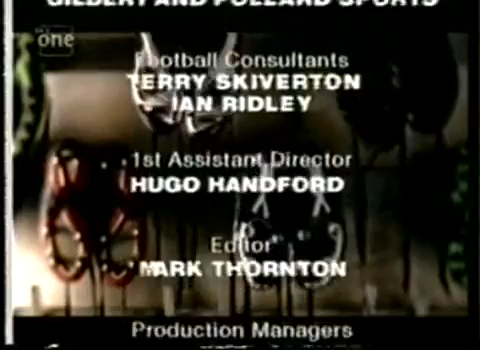 GILBERT AND POLLARD SPORTS
one
Football Consultants
TERRY SKIVERTON
IAN RIDLEY
1st Assistant Director
HUGO HANDFORD
Editor
MARK THORNTON
Production Managers